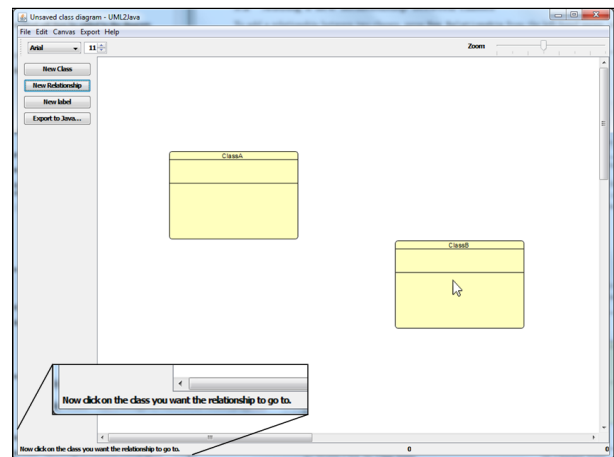 Unsaved class diagram - UML2Java
File Edit Canvas Export Help
Arial 11 Zoom
New Class
New Relationship
New label
Export to Java...
ClassA
ClassB
Now click on the class you want the relationship to go to.
Now click on the class you want the relationship to go to. 0 0